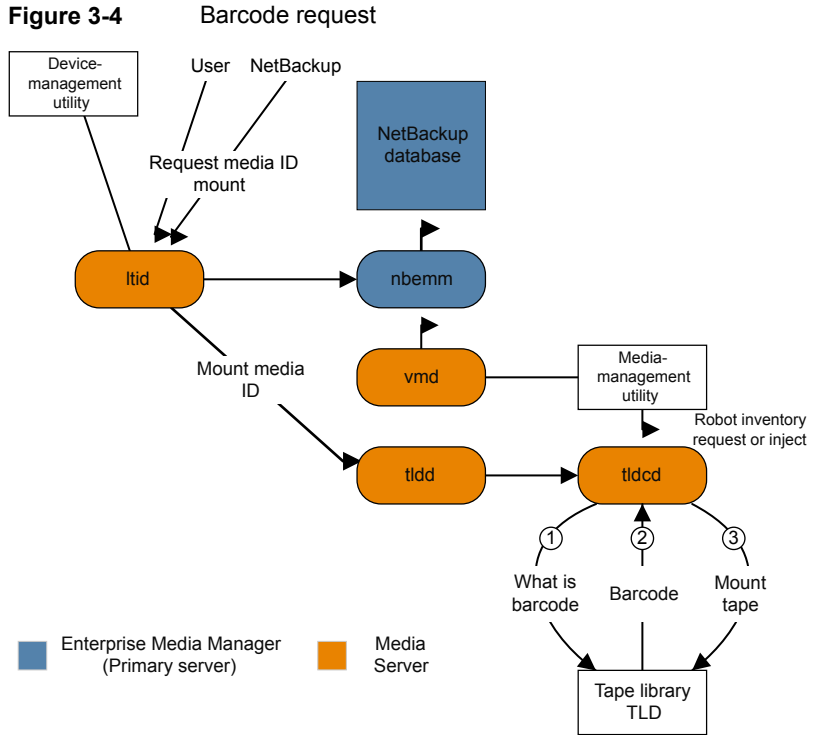 Figure 3-4 Barcode request
Device-
management
utility
User
NetBackup
NetBackup
database
Request media ID
mount
ltid
nbemm
Mount media
ID
vmd
Media-
management
utility
Robot inventory
request or inject
tldd
tldcd
1
2
3
What is
barcode
Barcode
Mount
tape
Enterprise Media Manager
(Primary server)
Media
Server
Tape library
TLD